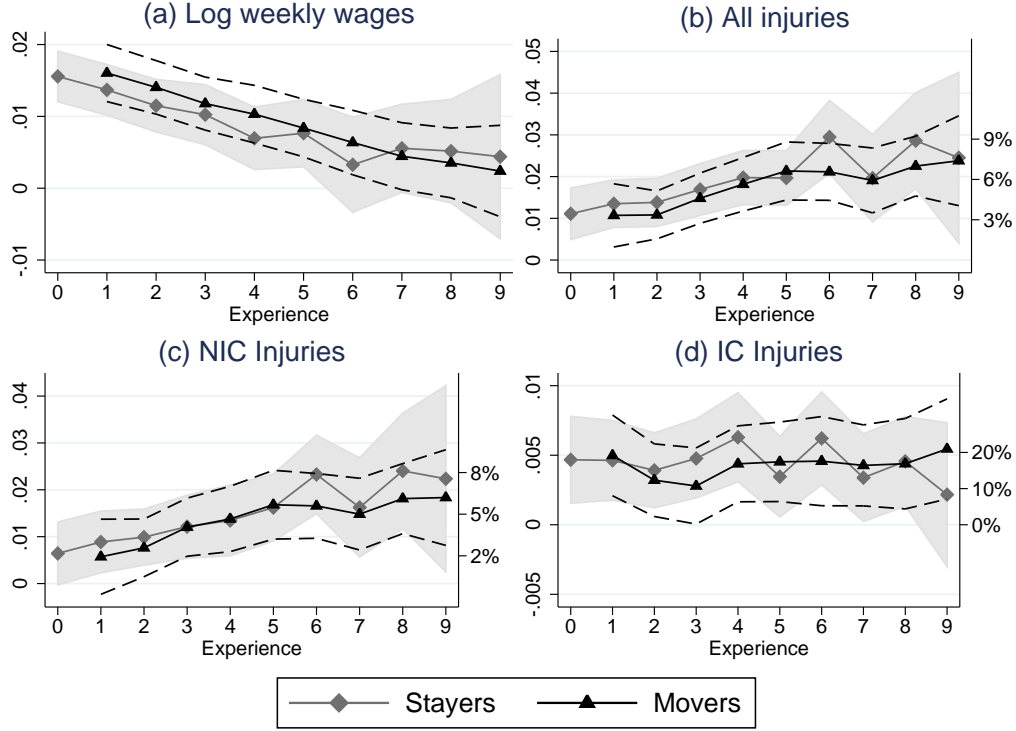 (a) Log weekly wages
.02
.01
0
-.01
0 1 2 3 4 5 6 7 8 9
Experience
(b) All injuries
.05
.04
.03
.02
.01
0
9%
6%
3%
0 1 2 3 4 5 6 7 8 9
Experience
(c) NIC Injuries
.04
.03
.02
.01
0
8%
5%
2%
0 1 2 3 4 5 6 7 8 9
Experience
(d) IC Injuries
.01
.005
0
-.005
20%
10%
0%
0 1 2 3 4 5 6 7 8 9
Experience
Stayers Movers